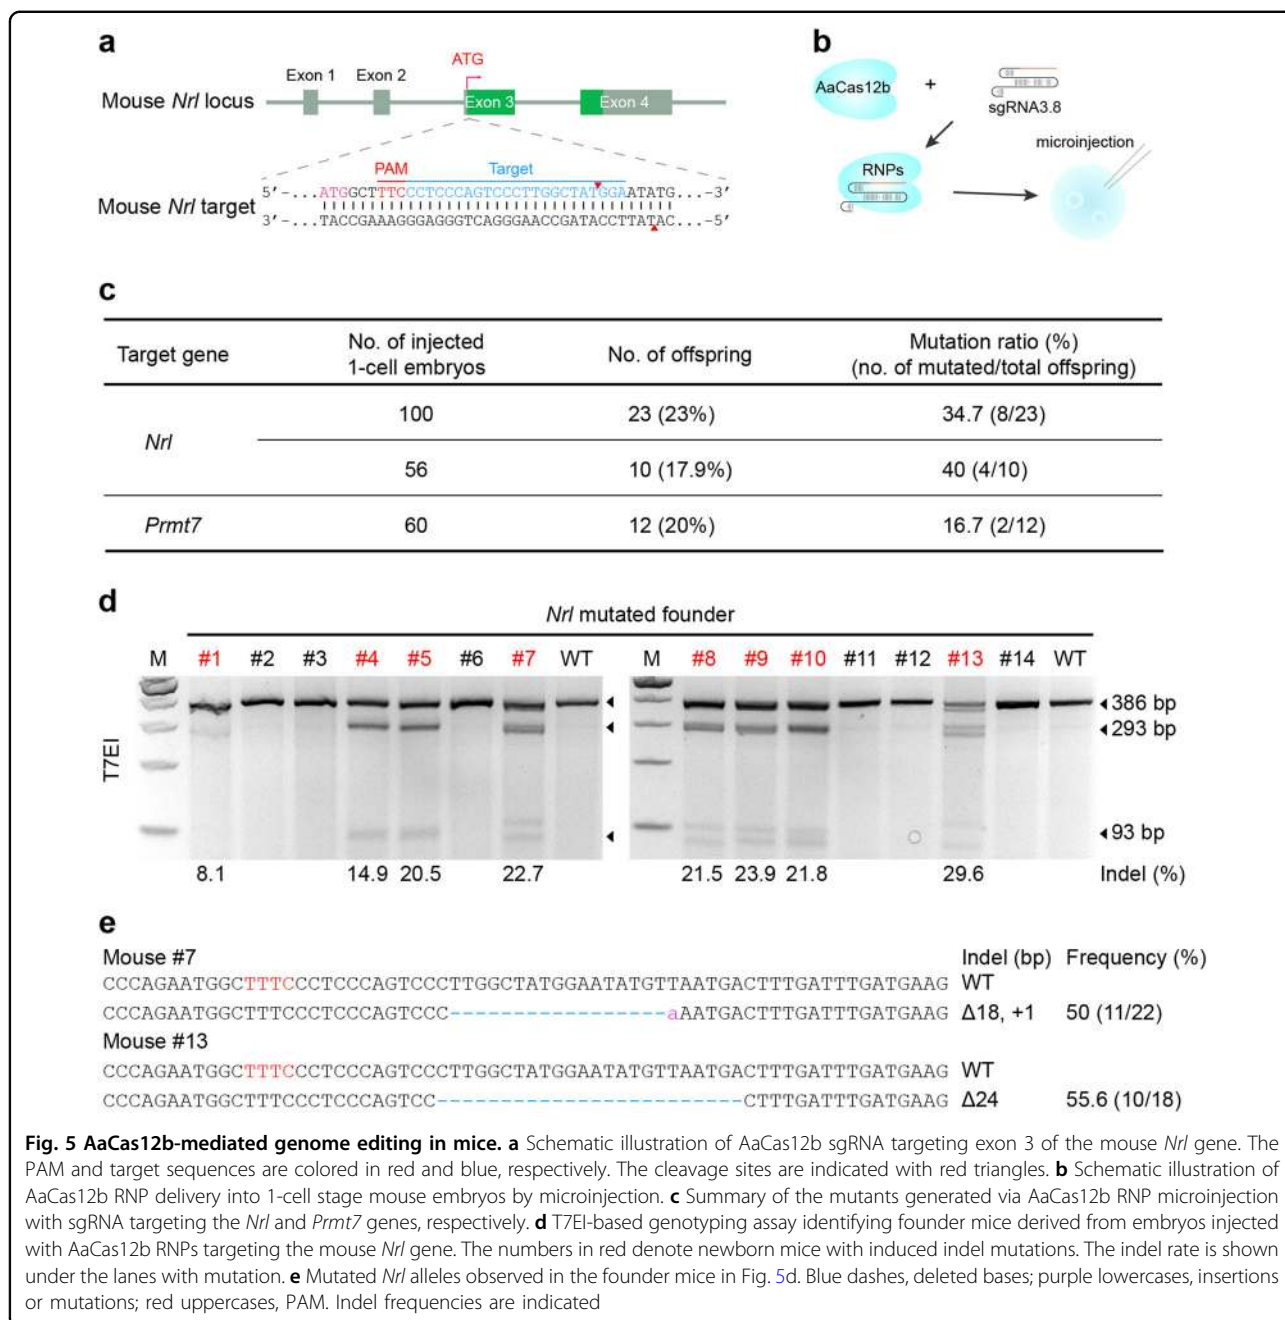 a
ATG
Exon 1 Exon 2
Mouse Nrl locus
Exon 3 Exon 4
PAM Target
5′ -...ATGGCTTTCCCTCCCAGTCCCTTGGCTATGGAATATG...-3′
Mouse Nrl target
3′ -...TACCGAAAGGGAGGGTCAGGGAACCGATACCTTATAC...-5′
b
AaCas12b + sgRNA3.8
microinjection
RNPs
c
Target gene No. of injected 1-cell embryos No. of offspring Mutation ratio (%) (no. of mutated/total offspring)
Nrl 100 23 (23%) 34.7 (8/23)
56 10 (17.9%) 40 (4/10)
Prmt7 60 12 (20%) 16.7 (2/12)
d
Nrl mutated founder
M #1 #2 #3 #4 #5 #6 #7 WT M #8 #9 #10 #11 #12 #13 #14 WT
T7EI
386 bp
293 bp
93 bp
8.1 14.9 20.5 22.7 21.5 23.9 21.8 29.6 Indel (%)
e
Mouse #7 Indel (bp) Frequency (%)
CCCAGAATGGCTTTCCCTCCCAGTCCCTTGGCTATGGAATATGTTAATGACTTTGATTTGATGAAG WT
CCCAGAATGGCTTTCCCTCCCAGTCCC-----------------aAATGACTTTGATTTGATGAAG Δ18, +1 50 (11/22)
Mouse #13
CCCAGAATGGCTTTCCCTCCCAGTCCCTTGGCTATGGAATATGTTAATGACTTTGATTTGATGAAG WT
CCCAGAATGGCTTTCCCTCCCAGTCC------------------------CTTTGATTTGATGAAG Δ24 55.6 (10/18)
Fig. 5 AaCas12b-mediated genome editing in mice. a Schematic illustration of AaCas12b sgRNA targeting exon 3 of the mouse Nrl gene. The
PAM and target sequences are colored in red and blue, respectively. The cleavage sites are indicated with red triangles. b Schematic illustration of
AaCas12b RNP delivery into 1-cell stage mouse embryos by microinjection. c Summary of the mutants generated via AaCas12b RNP microinjection
with sgRNA targeting the Nrl and Prmt7 genes, respectively. d T7EI-based genotyping assay identifying founder mice derived from embryos injected
with AaCas12b RNPs targeting the mouse Nrl gene. The numbers in red denote newborn mice with induced indel mutations. The indel rate is shown
under the lanes with mutation. e Mutated Nrl alleles observed in the founder mice in Fig. 5d. Blue dashes, deleted bases; purple lowercases, insertions
or mutations; red uppercases, PAM. Indel frequencies are indicated